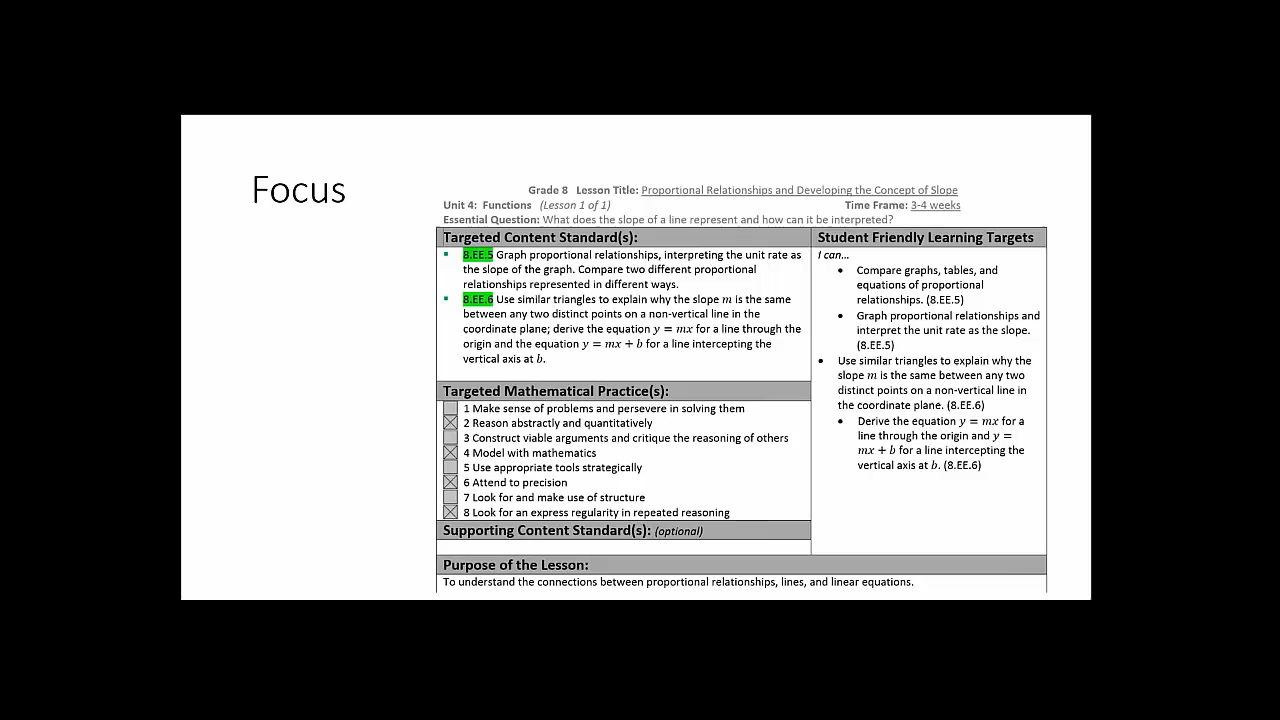 Focus
Grade 8 Lesson Title: Proportional Relationships and Developing the Concept of Slope
Unit 4: Functions (Lesson 1 of 1) Time Frame: 3-4 weeks
Essential Question: What does the slope of a line represent and how can it be interpreted?
Targeted Content Standard(s):
▪ 8.EE.5 Graph proportional relationships, interpreting the unit rate as
the slope of the graph. Compare two different proportional
relationships represented in different ways.
▪ 8.EE.6 Use similar triangles to explain why the slope m is the same
between any two distinct points on a non-vertical line in the
coordinate plane; derive the equation y = mx for a line through the
origin and the equation y = mx + b for a line intercepting the
vertical axis at b.
Targeted Mathematical Practice(s):
1 Make sense of problems and persevere in solving them
2 Reason abstractly and quantitatively
3 Construct viable arguments and critique the reasoning of others
4 Model with mathematics
5 Use appropriate tools strategically
6 Attend to precision
7 Look for and make use of structure
8 Look for an express regularity in repeated reasoning
Supporting Content Standard(s): (optional)
Student Friendly Learning Targets
I can…
• Compare graphs, tables, and
equations of proportional
relationships. (8.EE.5)
• Graph proportional relationships and
interpret the unit rate as the slope.
(8.EE.5)
• Use similar triangles to explain why the
slope m is the same between any two
distinct points on a non-vertical line in
the coordinate plane. (8.EE.6)
• Derive the equation y = mx for a
line through the origin and y =
mx + b for a line intercepting the
vertical axis at b. (8.EE.6)
Purpose of the Lesson:
To understand the connections between proportional relationships, lines, and linear equations.